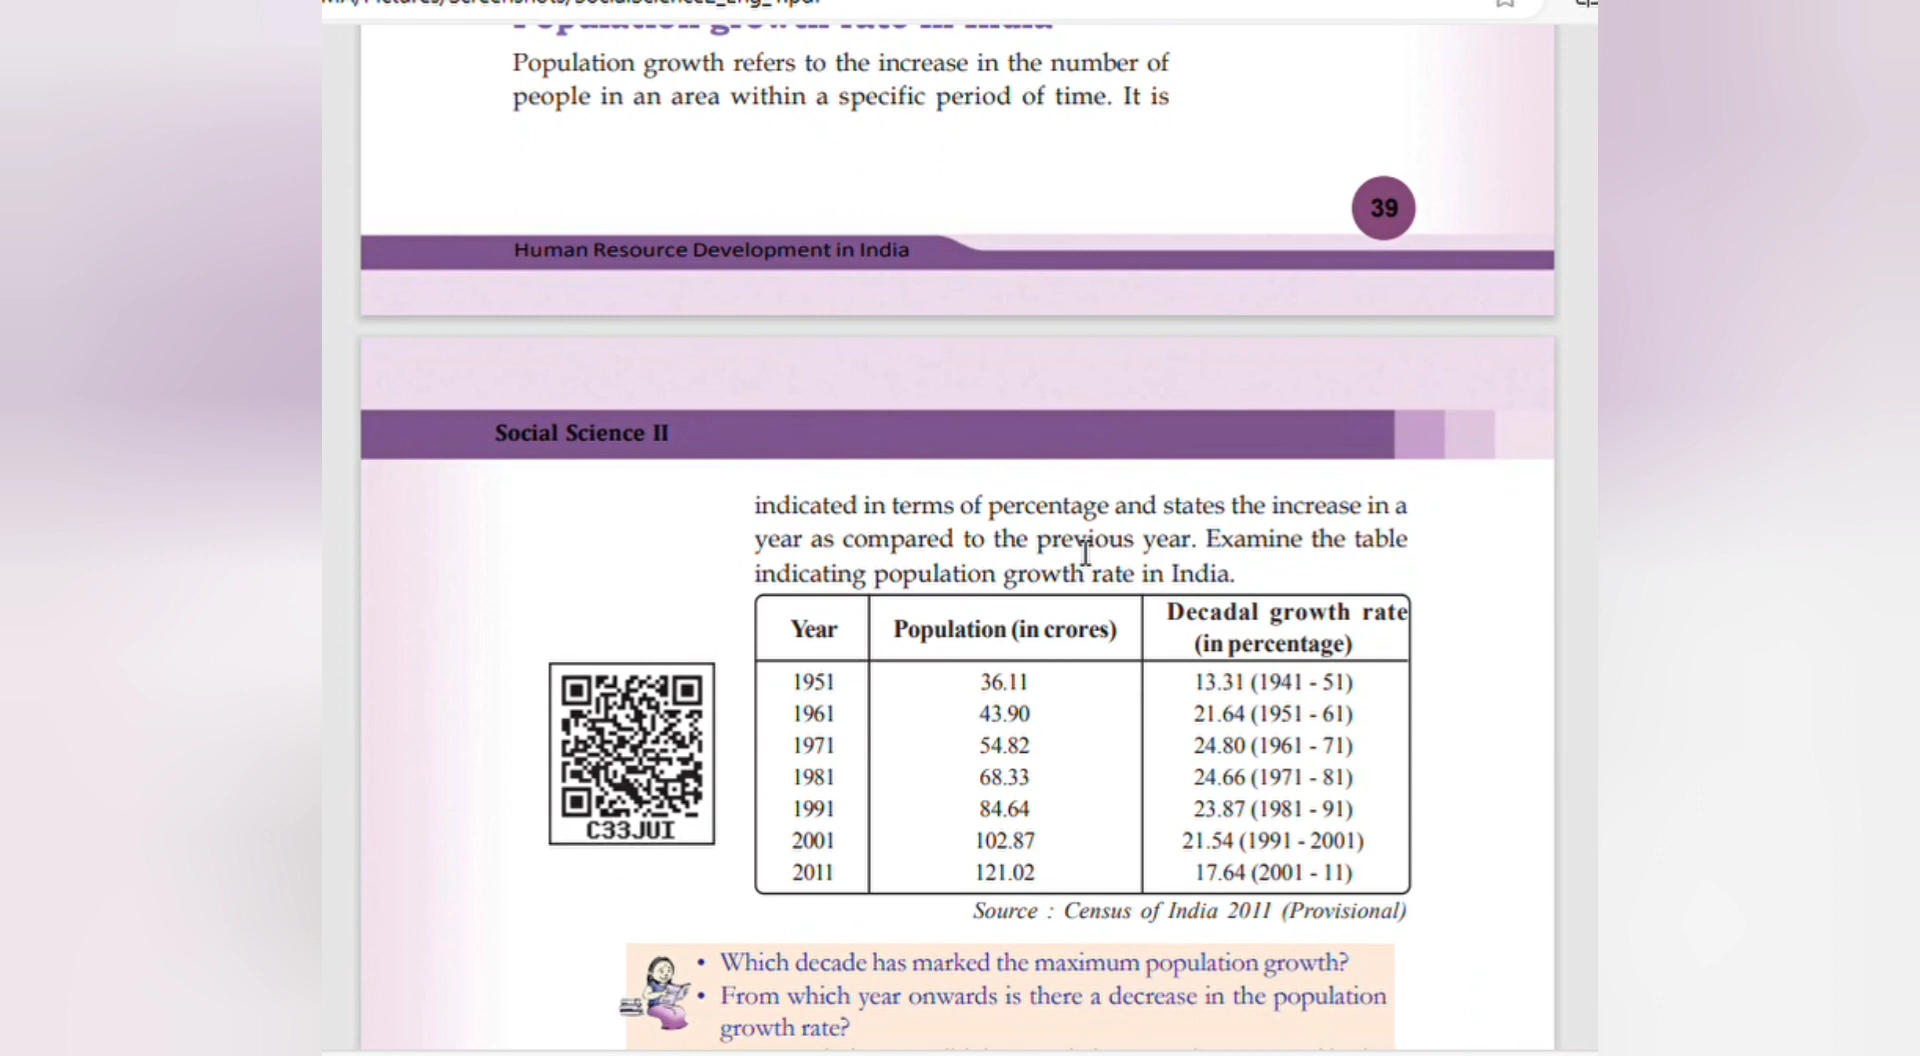 Population growth rate in India
Population growth refers to the increase in the number of
people in an area within a specific period of time. It is
39
Human Resource Development in India
Social Science II
indicated in terms of percentage and states the increase in a
year as compared to the previous year. Examine the table
indicating population growth rate in India.
Year Population (in crores) Decadal growth rate
(in percentage)
1951 36.11 13.31 (1941 - 51)
1961 43.90 21.64 (1951 - 61)
1971 54.82 24.80 (1961 - 71)
1981 68.33 24.66 (1971 - 81)
1991 84.64 23.87 (1981 - 91)
2001 102.87 21.54 (1991 - 2001)
2011 121.02 17.64 (2001 - 11)
C33JUI
Source : Census of India 2011 (Provisional)
• Which decade has marked the maximum population growth?
• From which year onwards is there a decrease in the population
growth rate?